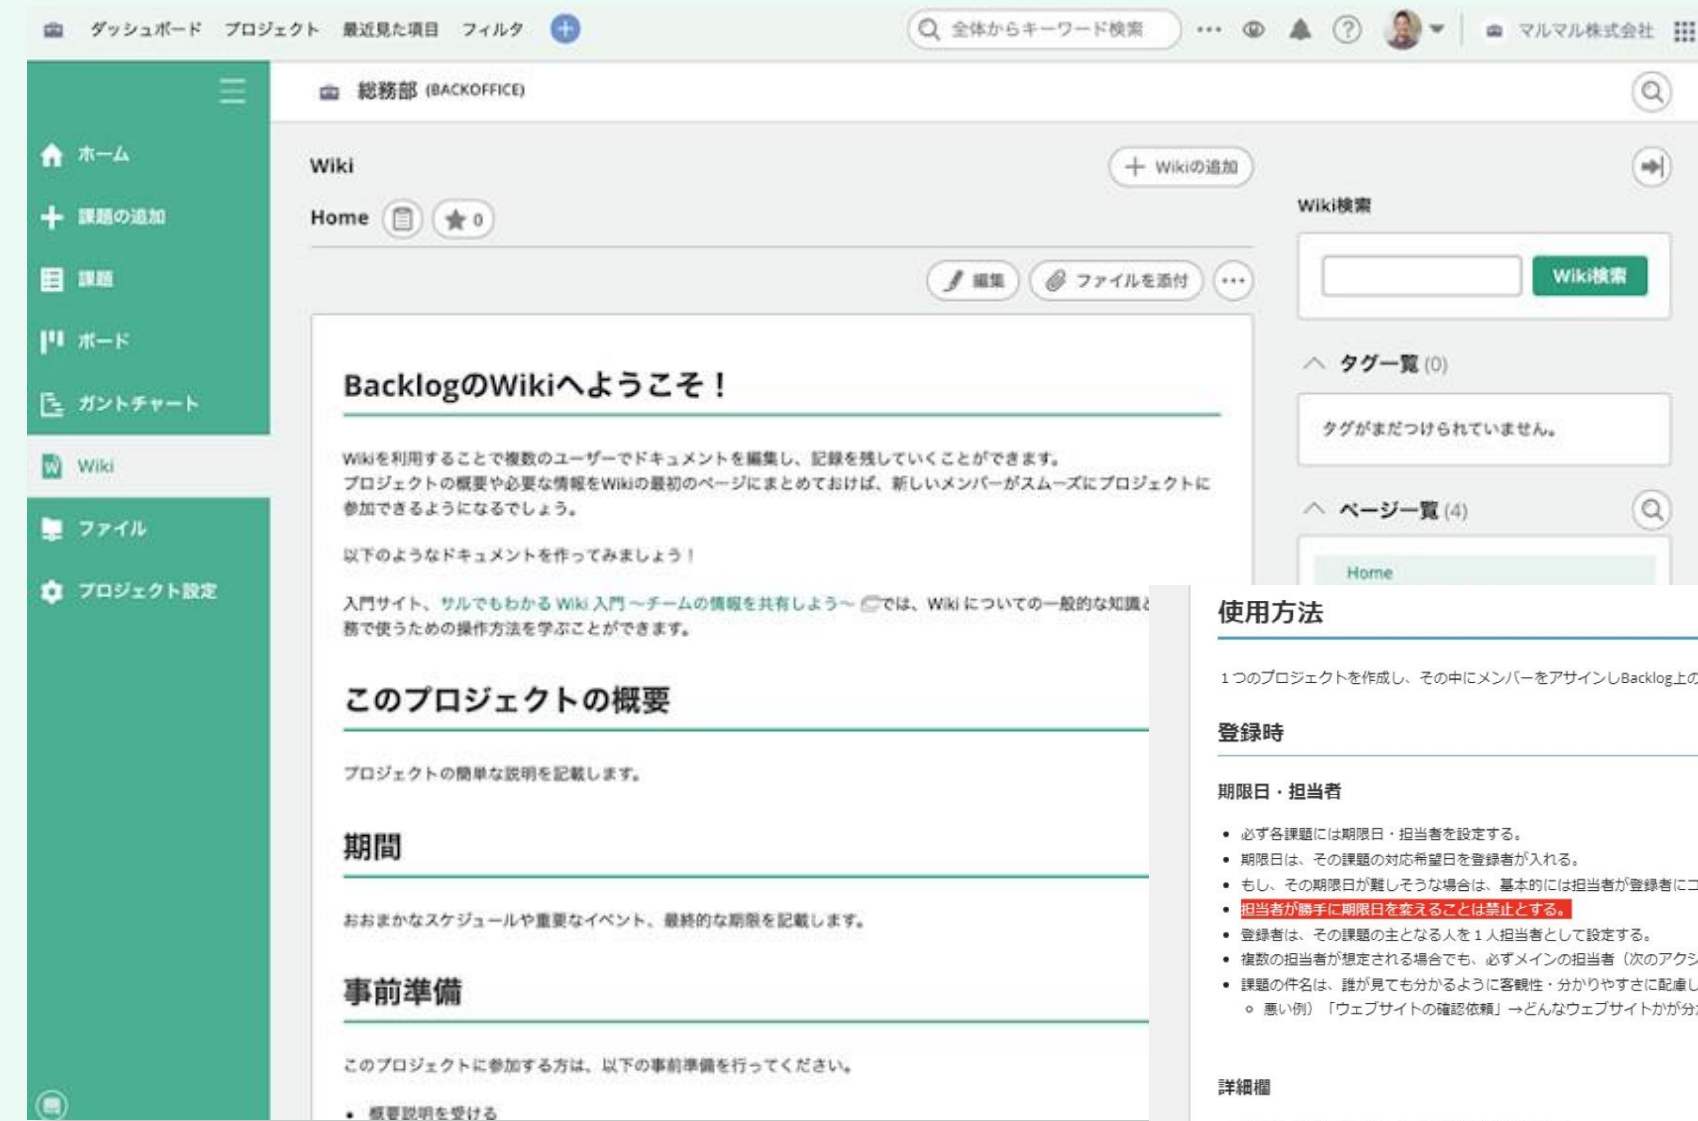 ダッシュボード プロジェクト 最近見た項目 フィルタ
全体からキーワード検索
マルマル株式会社
総務部 (BACKOFFICE)
ホーム
課題の追加
課題
ボード
ガントチャート
Wiki
ファイル
プロジェクト設定
Wiki
+ Wikiの追加
Home
0
編集
ファイルを添付
BacklogのWikiへようこそ！
Wikiを利用することで複数のユーザーでドキュメントを編集し、記録を残していくことができます。
プロジェクトの概要や必要な情報をWikiの最初のページにまとめておけば、新しいメンバーがスムーズにプロジェクトに
参加できるようになるでしょう。
以下のようなドキュメントを作ってみましょう！
入門サイト、サルでもわかる Wiki 入門 ～チームの情報を共有しよう～ では、Wiki についての一般的な知識と
務で使うための操作方法を学ぶことができます。
このプロジェクトの概要
プロジェクトの簡単な説明を記載します。
期間
おおまかなスケジュールや重要なイベント、最終的な期限を記載します。
事前準備
このプロジェクトに参加する方は、以下の事前準備を行ってください。
• 概要説明を受ける
Wiki検索
Wiki検索
タグ一覧 (0)
タグがまだつけられていません。
ページ一覧 (4)
Home
使用方法
１つのプロジェクトを作成し、その中にメンバーをアサインしBacklog上の
登録時
期限日・担当者
• 必ず各課題には期限日・担当者を設定する。
• 期限日は、その課題の対応希望日を登録者が入れる。
• もし、その期限日が難しそうな場合は、基本的には担当者が登録者にコ
• 担当者が勝手に期限日を変えることは禁止とする。
• 登録者は、その課題の主となる人を１人担当者として設定する。
• 複数の担当者が想定される場合でも、必ずメインの担当者（次のアクシ
• 課題の件名は、誰が見ても分かるように客観性・分かりやすさに配慮し
○ 悪い例）「ウェブサイトの確認依頼」→どんなウェブサイトかが分
詳細欄